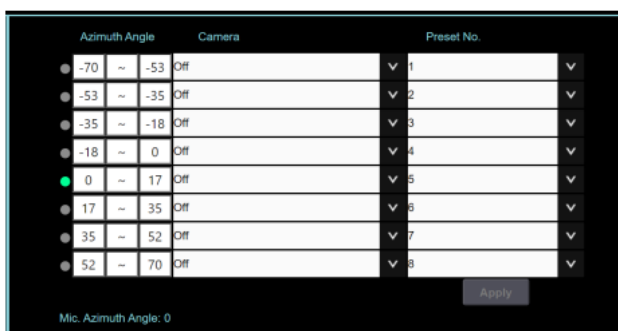 Azimuth Angle Camera Preset No.
-70 ~ -53 Off 1
-53 ~ -35 Off 2
-35 ~ -18 Off 3
-18 ~ 0 Off 4
0 ~ 17 Off 5
17 ~ 35 Off 6
35 ~ 52 Off 7
52 ~ 70 Off 8
Apply
Mic. Azimuth Angle: 0